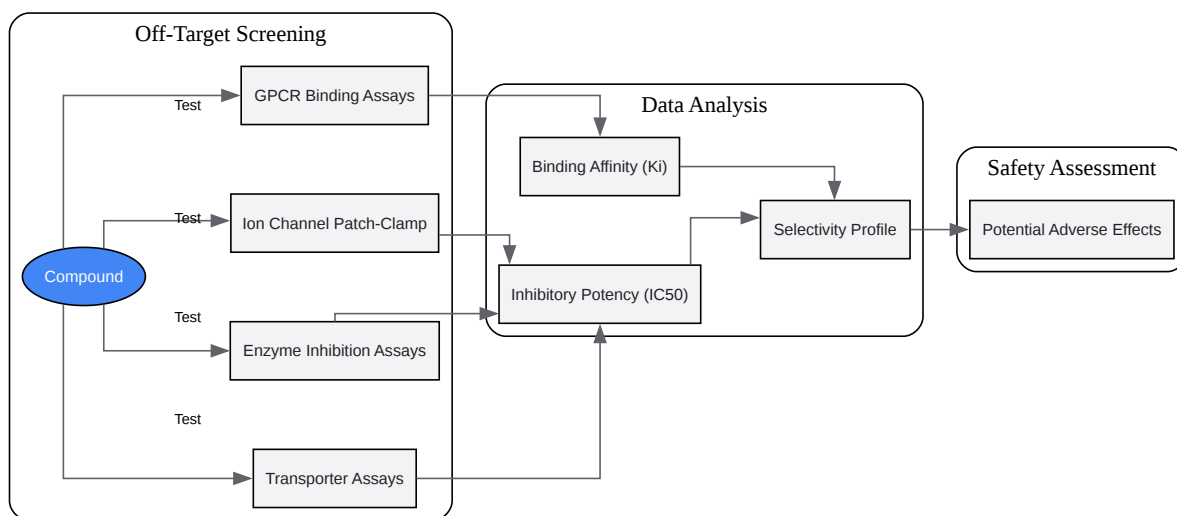 Off-Target Screening
Test
GPCR Binding Assays
Test
Ion Channel Patch-Clamp
Compound
Test
Enzyme Inhibition Assays
Test
Transporter Assays
Data Analysis
Binding Affinity (Ki)
Selectivity Profile
Inhibitory Potency (IC50)
Safety Assessment
Potential Adverse Effects